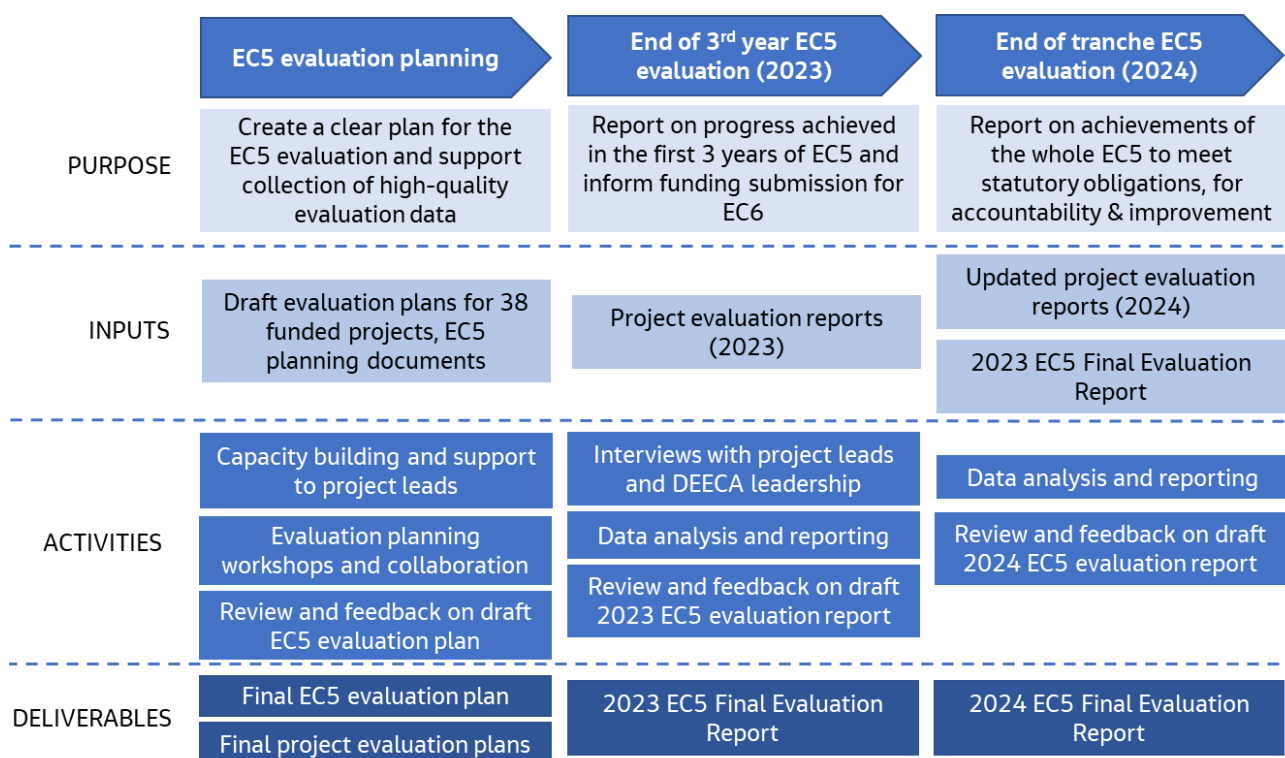 EC5 evaluation planning
End of 3rd year EC5
evaluation (2023)
End of tranche EC5
evaluation (2024)
PURPOSE
Create a clear plan for the
EC5 evaluation and support
collection of high-quality
evaluation data
Report on progress achieved
in the first 3 years of EC5 and
inform funding submission for
EC6
Report on achievements of
the whole EC5 to meet
statutory obligations, for
accountability & improvement
INPUTS
Draft evaluation plans for 38
funded projects, EC5
planning documents
Project evaluation reports
(2023)
Updated project evaluation
reports (2024)
2023 EC5 Final Evaluation
Report
ACTIVITIES
Capacity building and support
to project leads
Evaluation planning
workshops and collaboration
Review and feedback on draft
EC5 evaluation plan
Interviews with project leads
and DEECA leadership
Data analysis and reporting
Review and feedback on draft
2023 EC5 evaluation report
Data analysis and reporting
Review and feedback on draft
2024 EC5 evaluation report
DELIVERABLES
Final EC5 evaluation plan
Final project evaluation plans
2023 EC5 Final Evaluation
Report
2024 EC5 Final Evaluation
Report